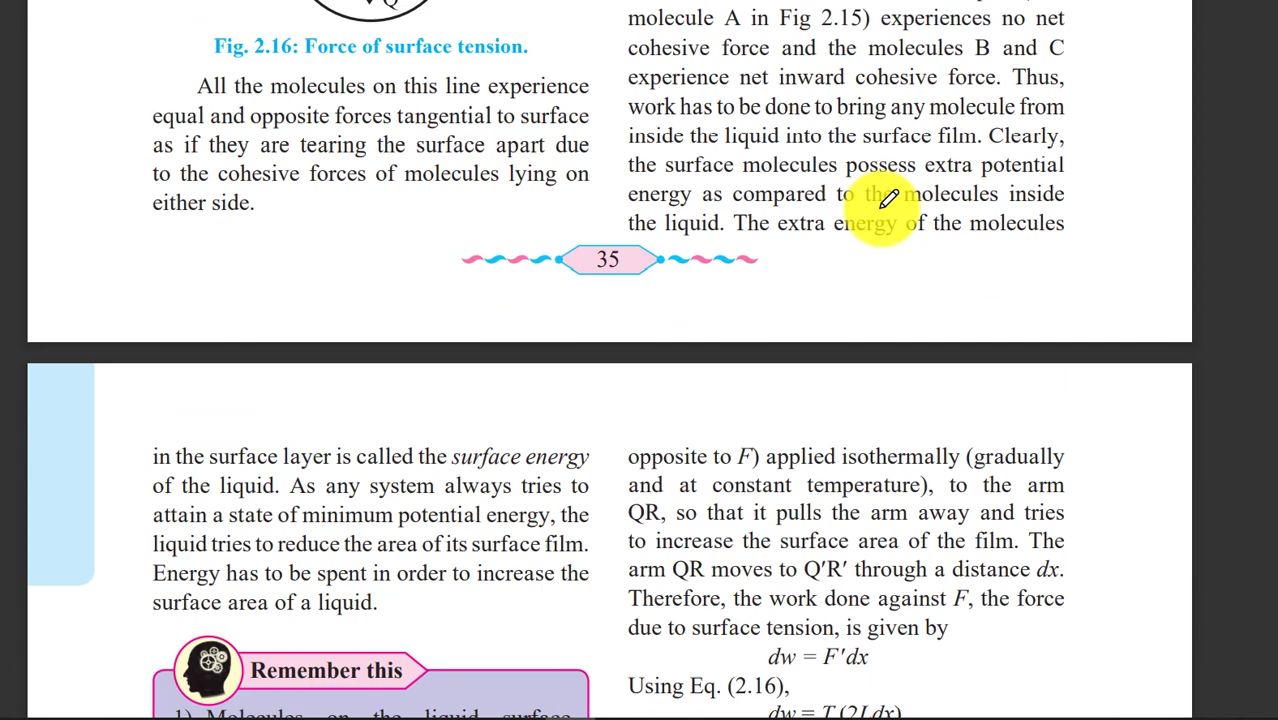 Q
Fig. 2.16: Force of surface tension.
All the molecules on this line experience
equal and opposite forces tangential to surface
as if they are tearing the surface apart due
to the cohesive forces of molecules lying on
either side.
molecule A in Fig 2.15) experiences no net
cohesive force and the molecules B and C
experience net inward cohesive force. Thus,
work has to be done to bring any molecule from
inside the liquid into the surface film. Clearly,
the surface molecules possess extra potential
energy as compared to the molecules inside
the liquid. The extra energy of the molecules
35
in the surface layer is called the surface energy
of the liquid. As any system always tries to
attain a state of minimum potential energy, the
liquid tries to reduce the area of its surface film.
Energy has to be spent in order to increase the
surface area of a liquid.
Remember this
1) Molecules on the liquid surface
opposite to F) applied isothermally (gradually
and at constant temperature), to the arm
QR, so that it pulls the arm away and tries
to increase the surface area of the film. The
arm QR moves to Q′R′ through a distance dx.
Therefore, the work done against F, the force
due to surface tension, is given by
dw = F′dx
Using Eq. (2.16),
dw = T (2Ldx)